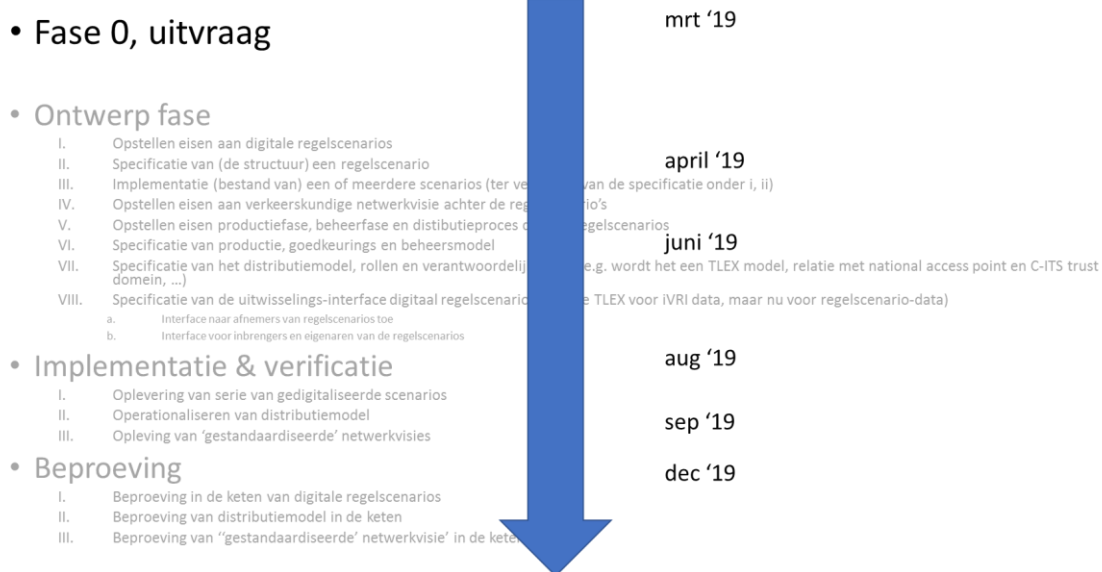 mrt ‘19
• Fase 0, uitvraag
• Ontwerp fase
I. Opstellen eisen aan digitale regelscenarios
II. Specificatie van (de structuur) een regelscenario
april ‘19
III. Implementatie (bestand van) een of meerdere scenarios (ter ve van de specificatie onder i, ii)
IV. Opstellen eisen aan verkeerskundige netwerkvisie achter de reg rio’s
V. Opstellen eisen productiefase, beheerfase en distibutieproces egelscenarios
VI. Specificatie van productie, goedkeurings en beheersmodel
juni ‘19
VII. Specificatie van het distributiemodel, rollen en verantwoordelij e.g. wordt het een TLEX model, relatie met national access point en C-ITS trust
domein, …)
VIII. Specificatie van de uitwisselings-interface digitaal regelscenario TLEX voor iVRI data, maar nu voor regelscenario-data)
a. Interface naar afnemers van regelscenarios toe
b. Interface voor inbrengers en eigenaren van de regelscenarios
• Implementatie & verificatie
aug ‘19
I. Oplevering van serie van gedigitaliseerde scenarios
II. Operationaliseren van distributiemodel
sep ‘19
III. Opleving van ‘gestandaardiseerde’ netwerkvisies
• Beproeving
dec ‘19
I. Beproeving in de keten van digitale regelscenarios
II. Beproeving van distributiemodel in de keten
III. Beproeving van ‘‘gestandaardiseerde’ netwerkvisie’ in de kete